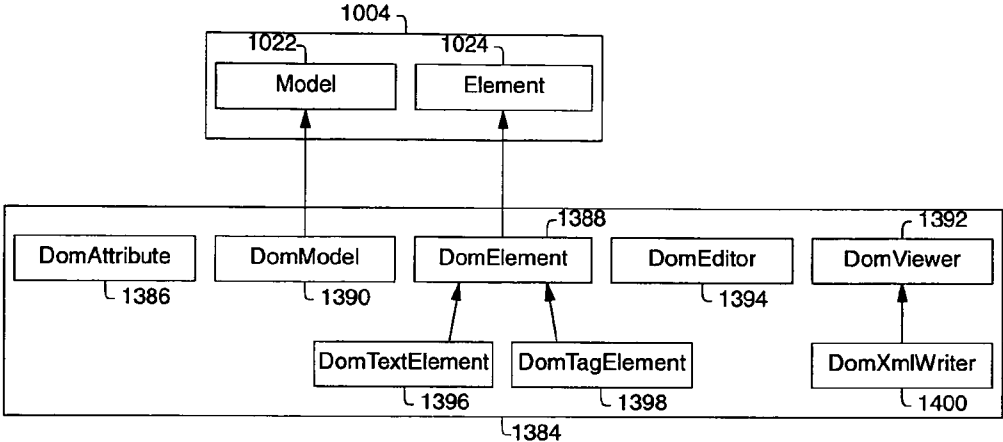 1004
1022 1024
Model Element
1388 1392
DomAttribute DomModel DomElement DomEditor DomViewer
1386 1390 1394
DomTextElement DomTagElement DomXmlWriter
1396 1398 1400
1384